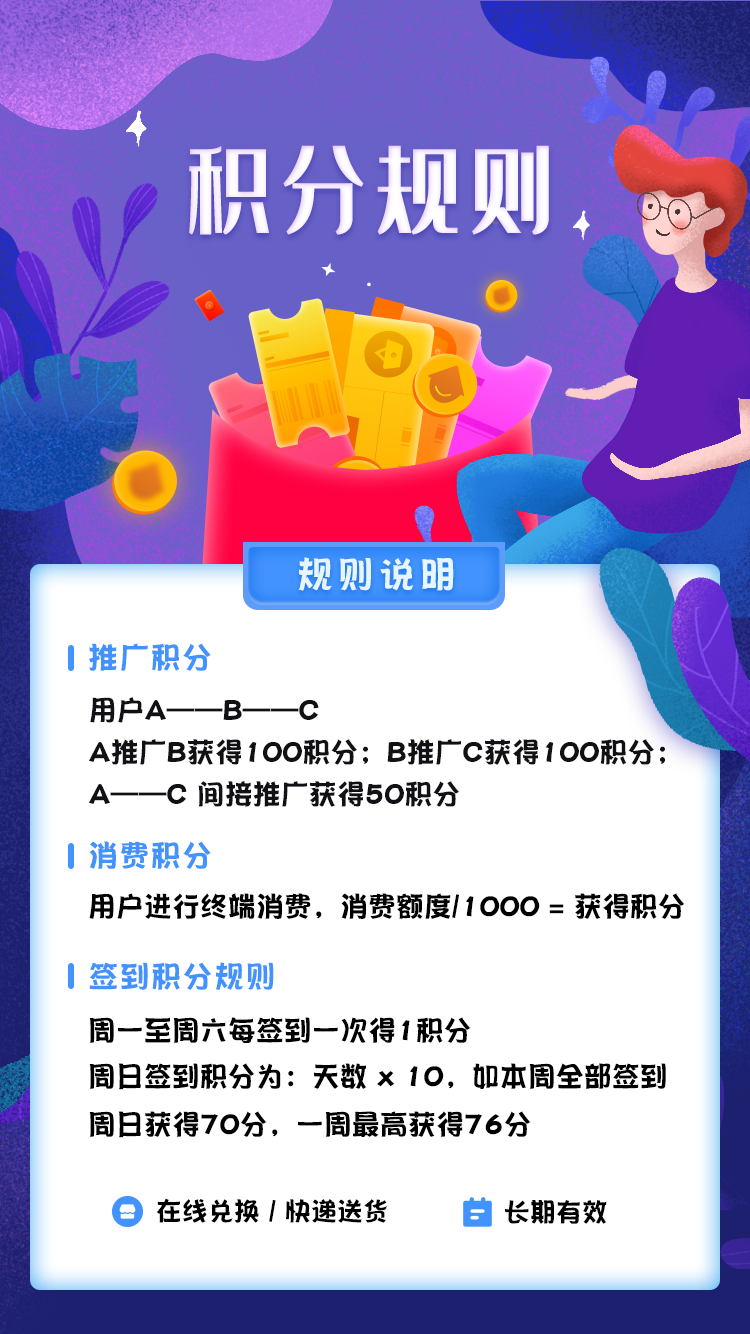 积分规则
规则说明
推广积分
用户A——B——C
A推广B获得100积分；B推广C获得100积分；
A——C 间接推广获得50积分
消费积分
用户进行终端消费，消费额度/1000 = 获得积分
签到积分规则
周一至周六每签到一次得1积分
周日签到积分为：天数 x 10，如本周全部签到
周日获得70分，一周最高获得76分
在线兑换 / 快递送货
长期有效